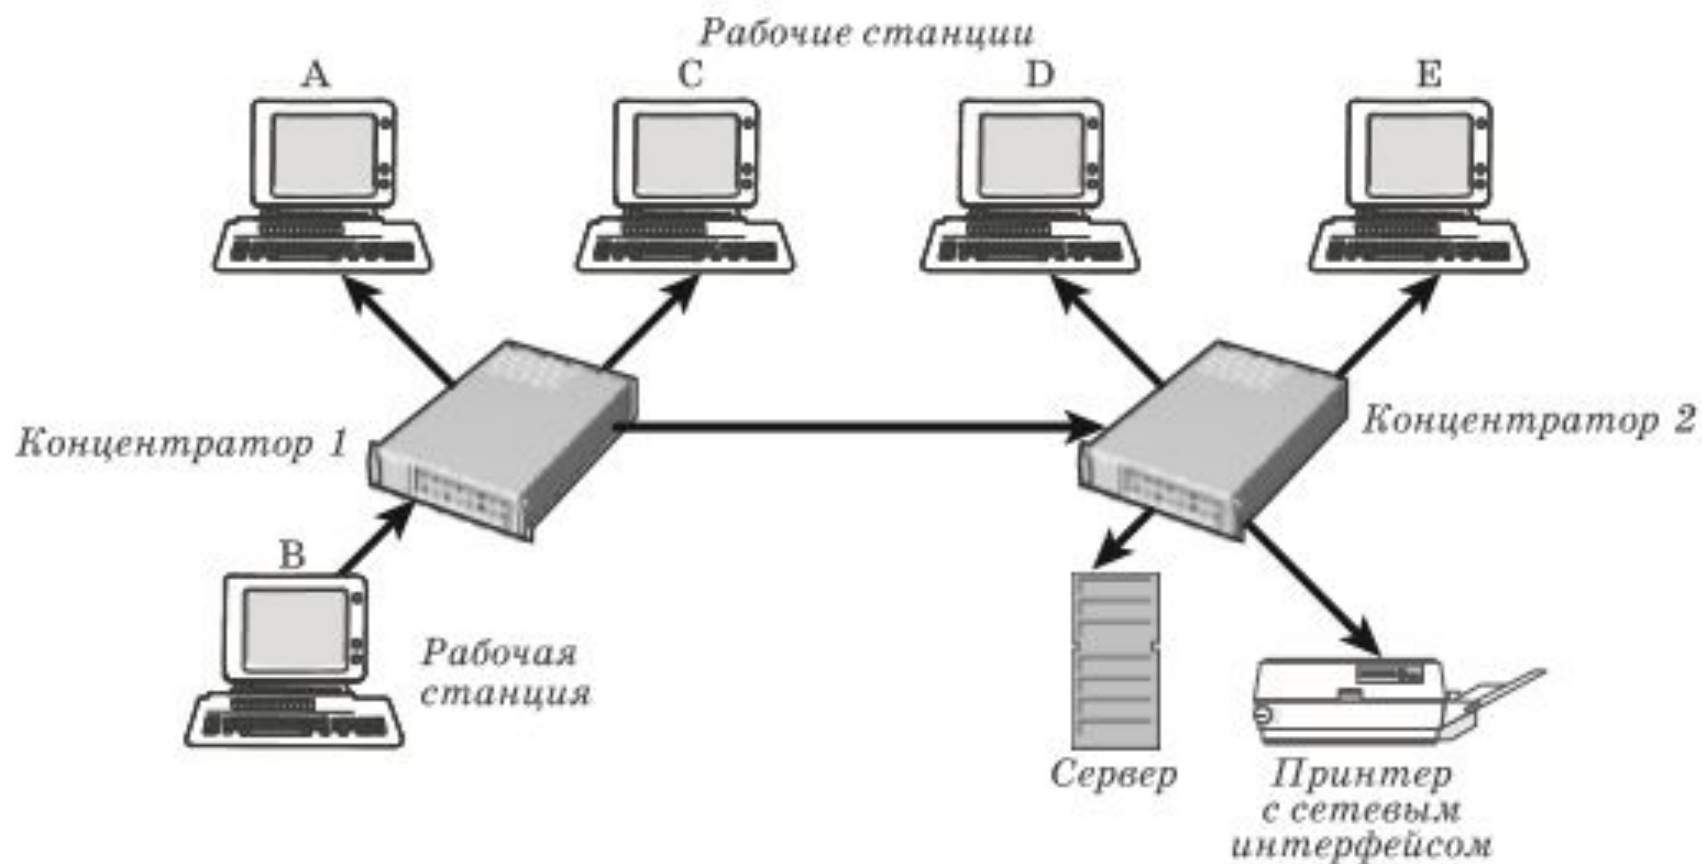 Рабочие станции
A
C
D
E
Концентратор 1
Концентратор 2
B
Рабочая
станция
Сервер
Принтер
с сетевым
интерфейсом